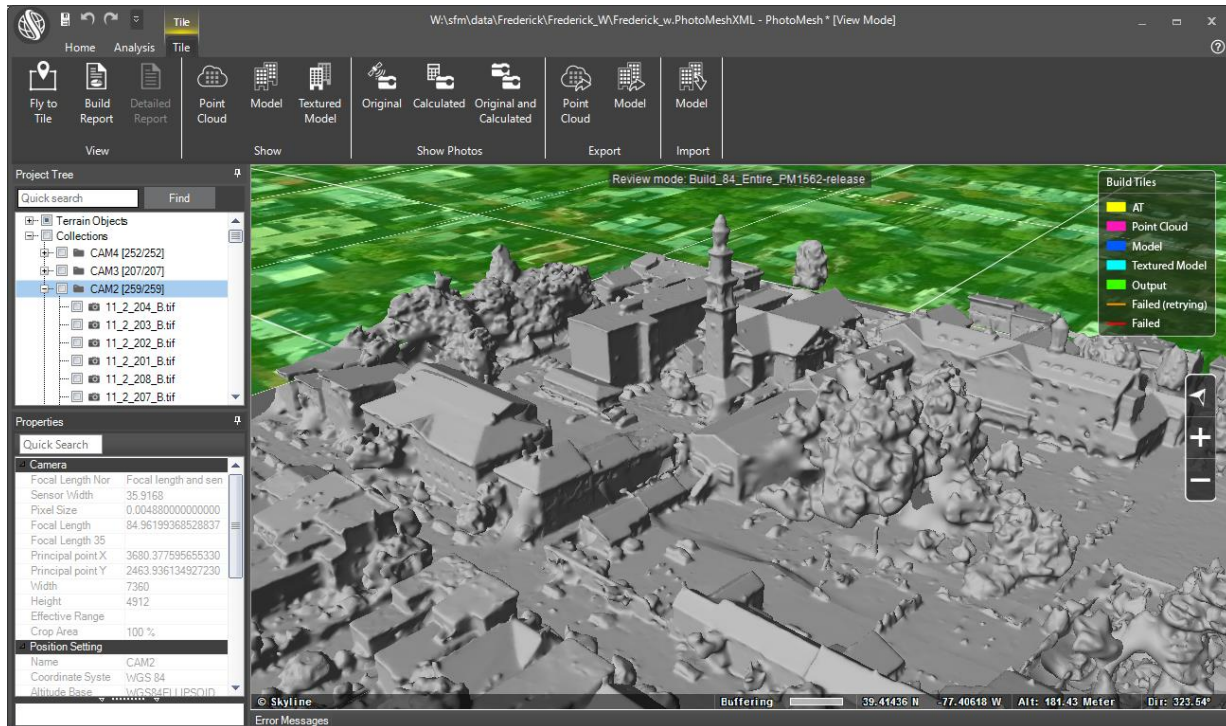 Tile
W:\sfm\data\Frederick\Frederick_W\Frederick_w.PhotoMeshXML - PhotoMesh * [View Mode]
Home Analysis Tile
Fly to Tile
Build Report
Detailed Report
Point Cloud
Model
Textured Model
Original
Calculated
Original and Calculated
Point Cloud
Model
Model
View Show Show Photos Export Import
Project Tree
Quick search Find
Terrain Objects
Collections
CAM4 [252/252]
CAM3 [207/207]
CAM2 [259/259]
11_2_204_B.tif
11_2_203_B.tif
11_2_202_B.tif
11_2_201_B.tif
11_2_208_B.tif
11_2_207_B.tif
Properties
Quick Search
Camera
Focal Length Nor Focal length and sen
Sensor Width 35.9168
Pixel Size 0.004880000000000
Focal Length 84.96199368528837
Focal Length 35
Principal point X 3680.377595655330
Principal point Y 2463.936134927230
Width 7360
Height 4912
Effective Range
Crop Area 100 %
Position Setting
Name CAM2
Coordinate Syste WGS 84
Altitude Base WGS84ELLIPSOID
Review mode: Build_84_Entire_PM1562-release
Build Tiles
AT
Point Cloud
Model
Textured Model
Output
Failed (retrying)
Failed
© Skyline Buffering 39.41436 N -77.40618 W Alt: 181.43 Meter Dir: 323.54°
Error Messages